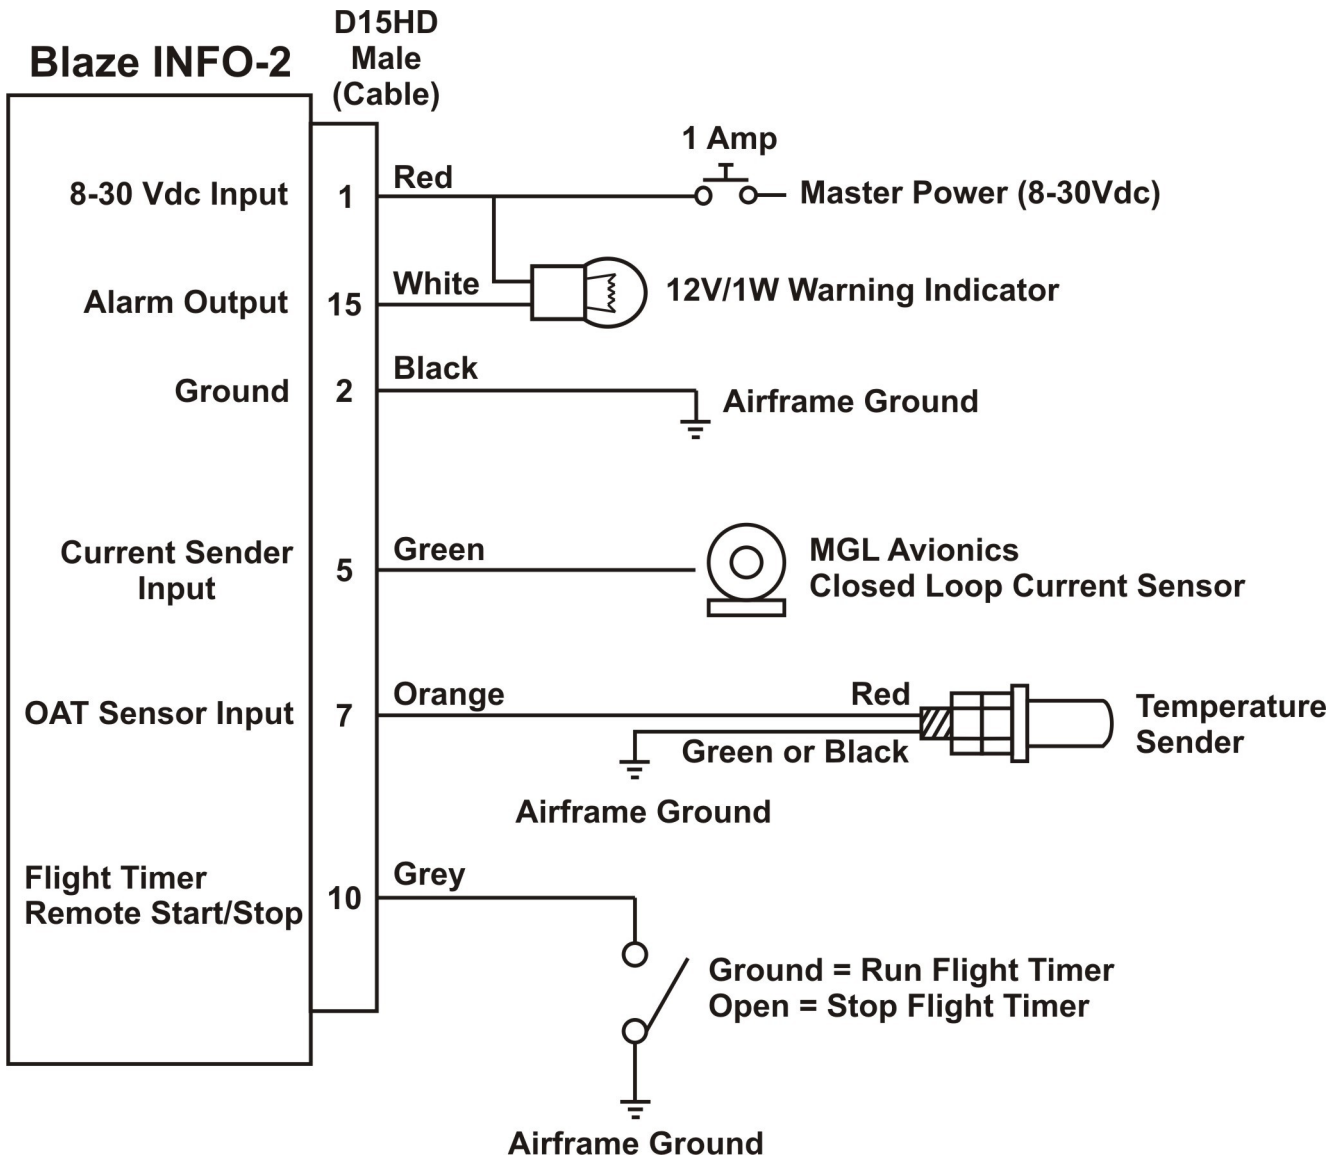 D15HD
Male
(Cable)
Blaze INFO-2
1 Amp
8-30 Vdc Input
1
Red
Master Power (8-30Vdc)
Alarm Output
15
White
12V/1W Warning Indicator
Ground
2
Black
Airframe Ground
Current Sender
Input
5
Green
MGL Avionics
Closed Loop Current Sensor
OAT Sensor Input
7
Orange
Red
Green or Black
Temperature
Sender
Airframe Ground
Flight Timer
Remote Start/Stop
10
Grey
Ground = Run Flight Timer
Open = Stop Flight Timer
Airframe Ground